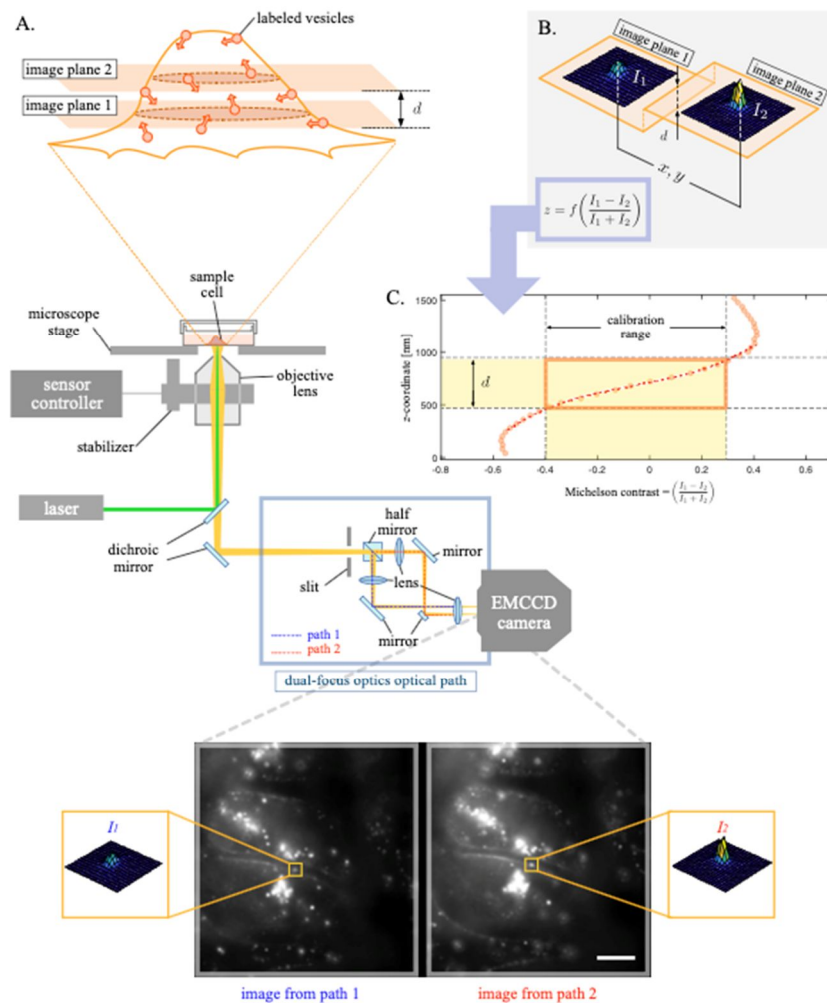 A.
labeled vesicles
image plane 2
image plane 1
d
B.
image plane 1
I₁
image plane 2
I₂
d
x, y
z = f((I₁ − I₂)/(I₁ + I₂))
sample
cell
microscope
stage
objective
lens
sensor
controller
stabilizer
laser
dichroic
mirror
C.
calibration
range
d
z-coordinate [nm]
1500
1000
500
0
-0.8
-0.6
-0.4
-0.2
0
0.2
0.4
0.6
Michelson contrast = ((I₁ − I₂)/(I₁ + I₂))
half
mirror
mirror
slit
lens
mirror
EMCCD
camera
path 1
path 2
dual-focus optics optical path
I₁
I₂
image from path 1
image from path 2